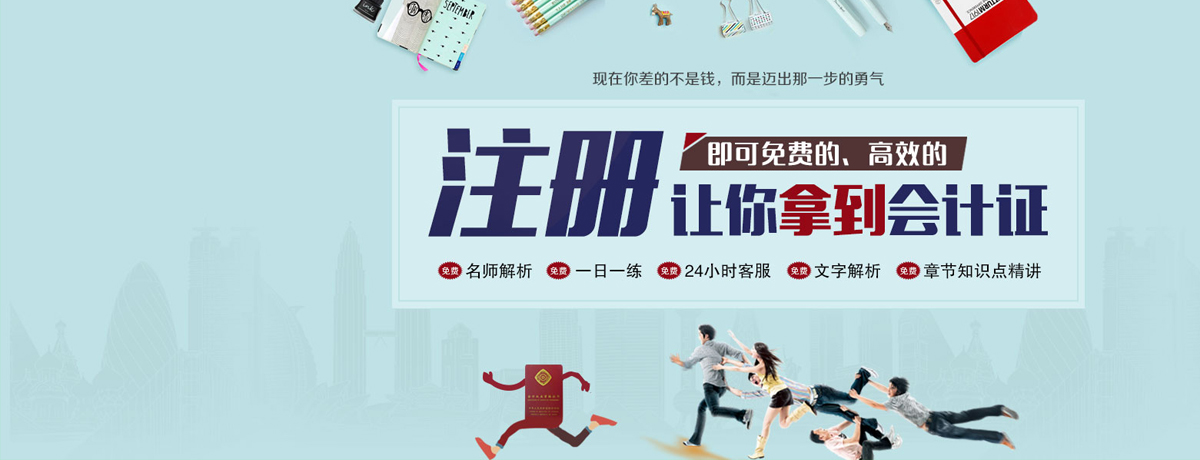 ink
SEPTEMBER
现在你差的不是钱，而是迈出那一步的勇气
注册
即可免费的、高效的
让你拿到会计证
免费 名师解析 免费 一日一练 免费 24小时客服 免费 文字解析 免费 章节知识点精讲